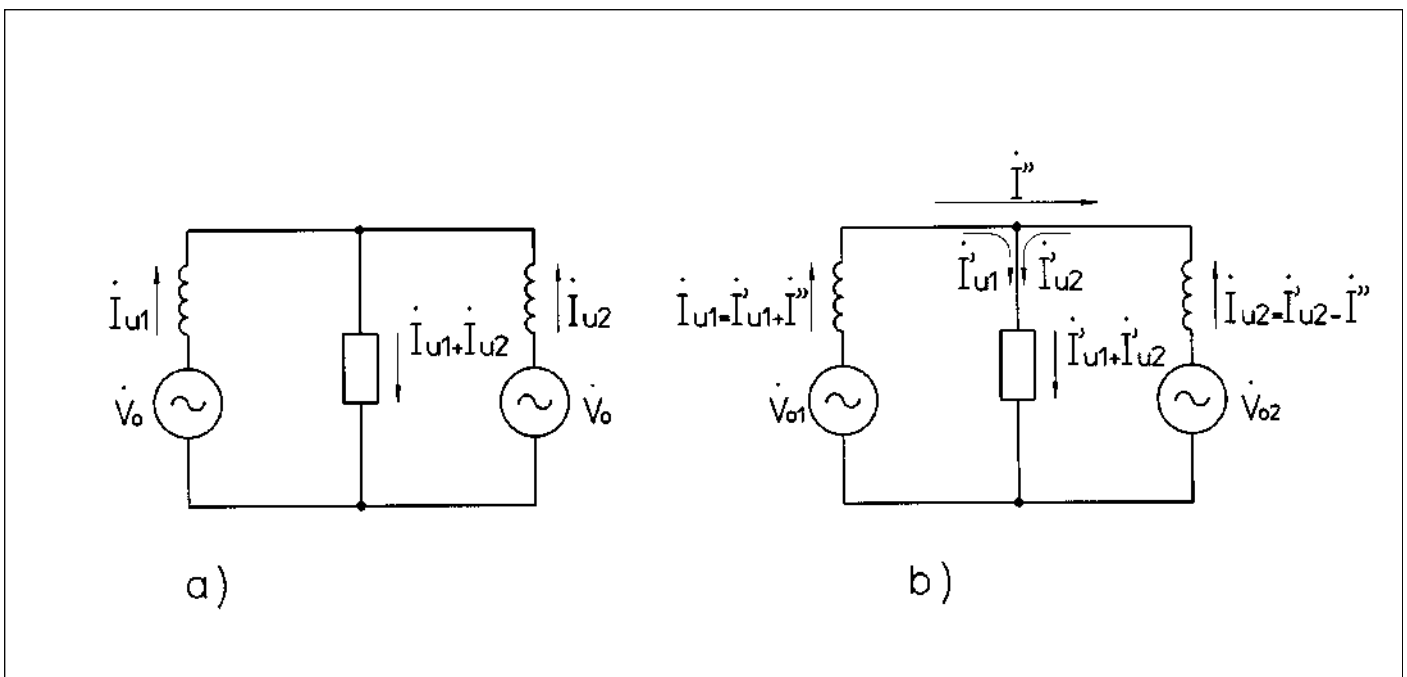 İu1
V̇o
İu1+İu2
İu2
V̇o
a)
İ"
İ'u1
İ'u2
İu1=İ'u1+İ"
İu2=İ'u2-İ"
İ'u1+İ'u2
V̇o1
V̇o2
b)